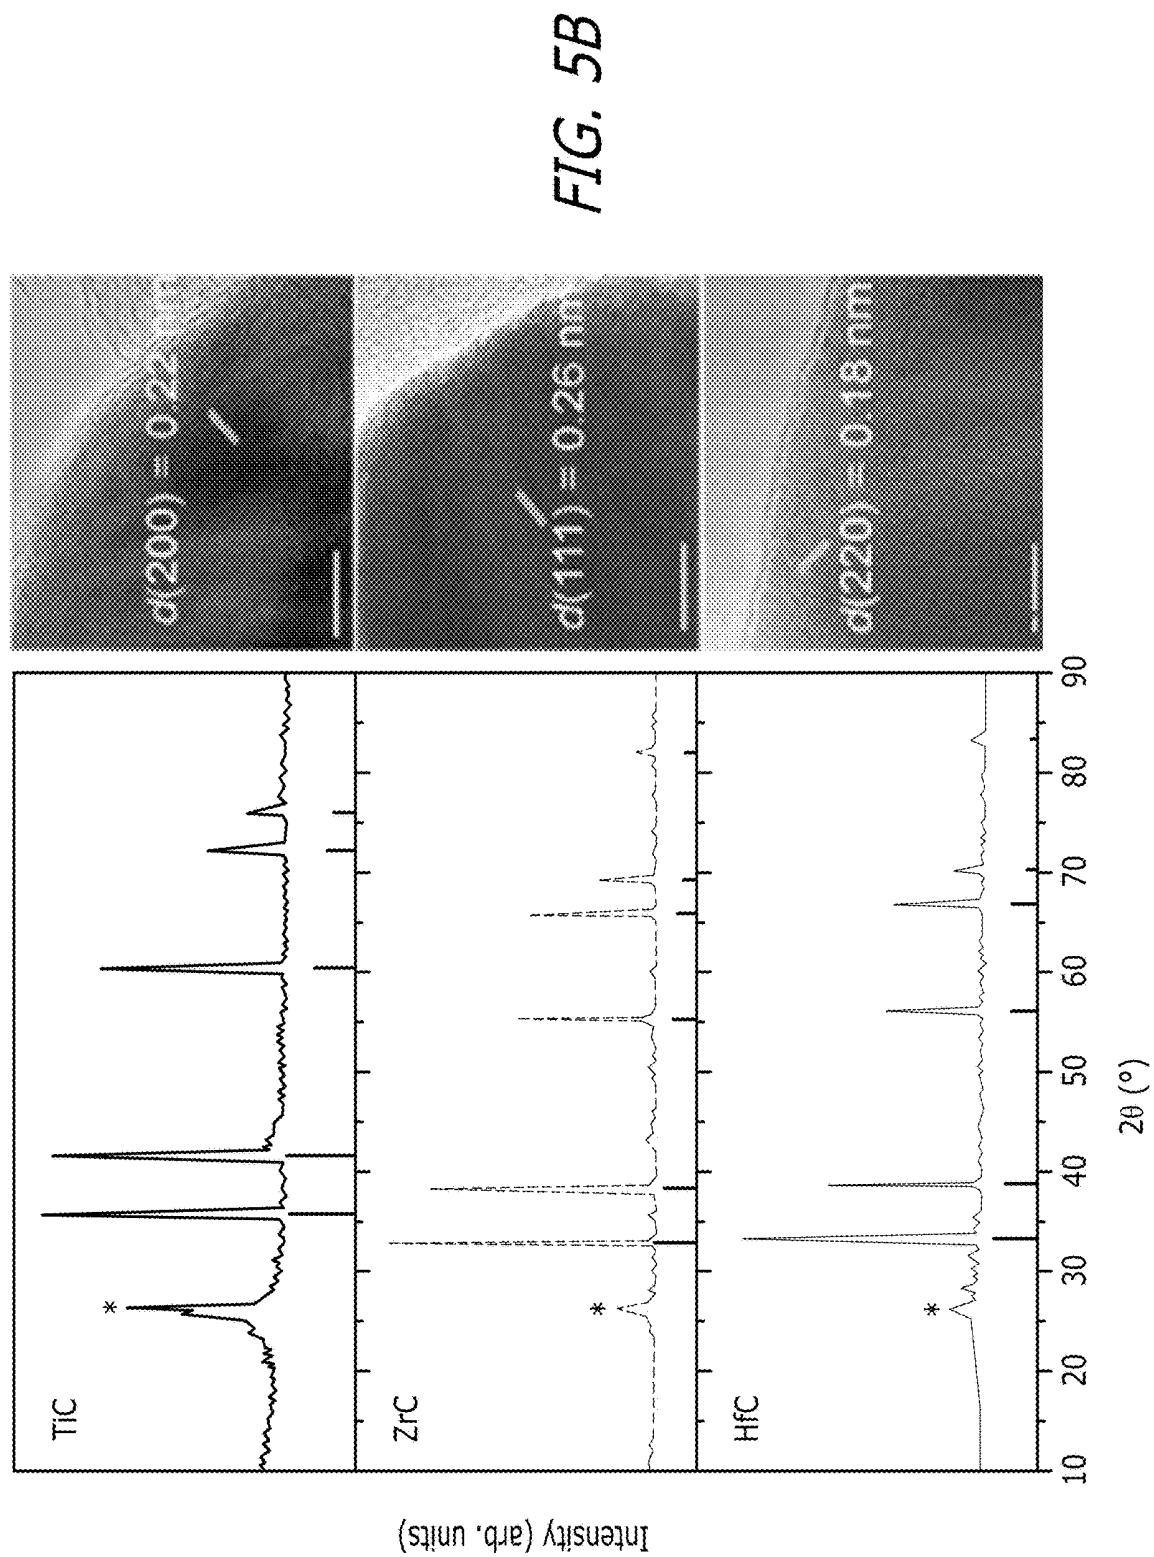 Intensity (arb. units)
TiC
*
d(200) = 0.22 nm
ZrC
*
d(111) = 0.26 nm
HfC
*
d(220) = 0.18 nm
10 20 30 40 50 60 70 80 90
2θ (°)
FIG. 5B